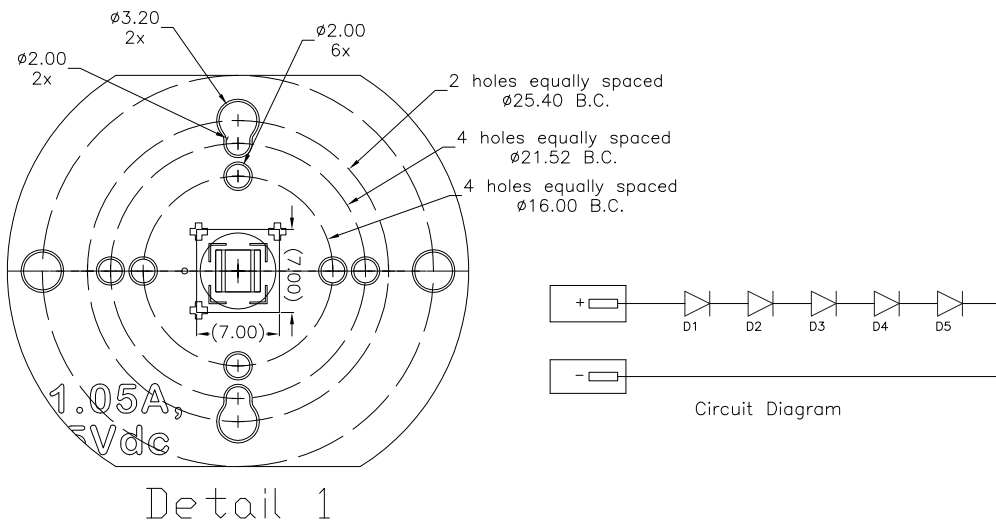 ø3.20
2x
ø2.00
6x
ø2.00
2x
2 holes equally spaced
ø25.40 B.C.
4 holes equally spaced
ø21.52 B.C.
4 holes equally spaced
ø16.00 B.C.
(7.00)
(7.00)
1.05A,
5Vdc
Detail 1
+
D1 D2 D3 D4 D5
-
Circuit Diagram